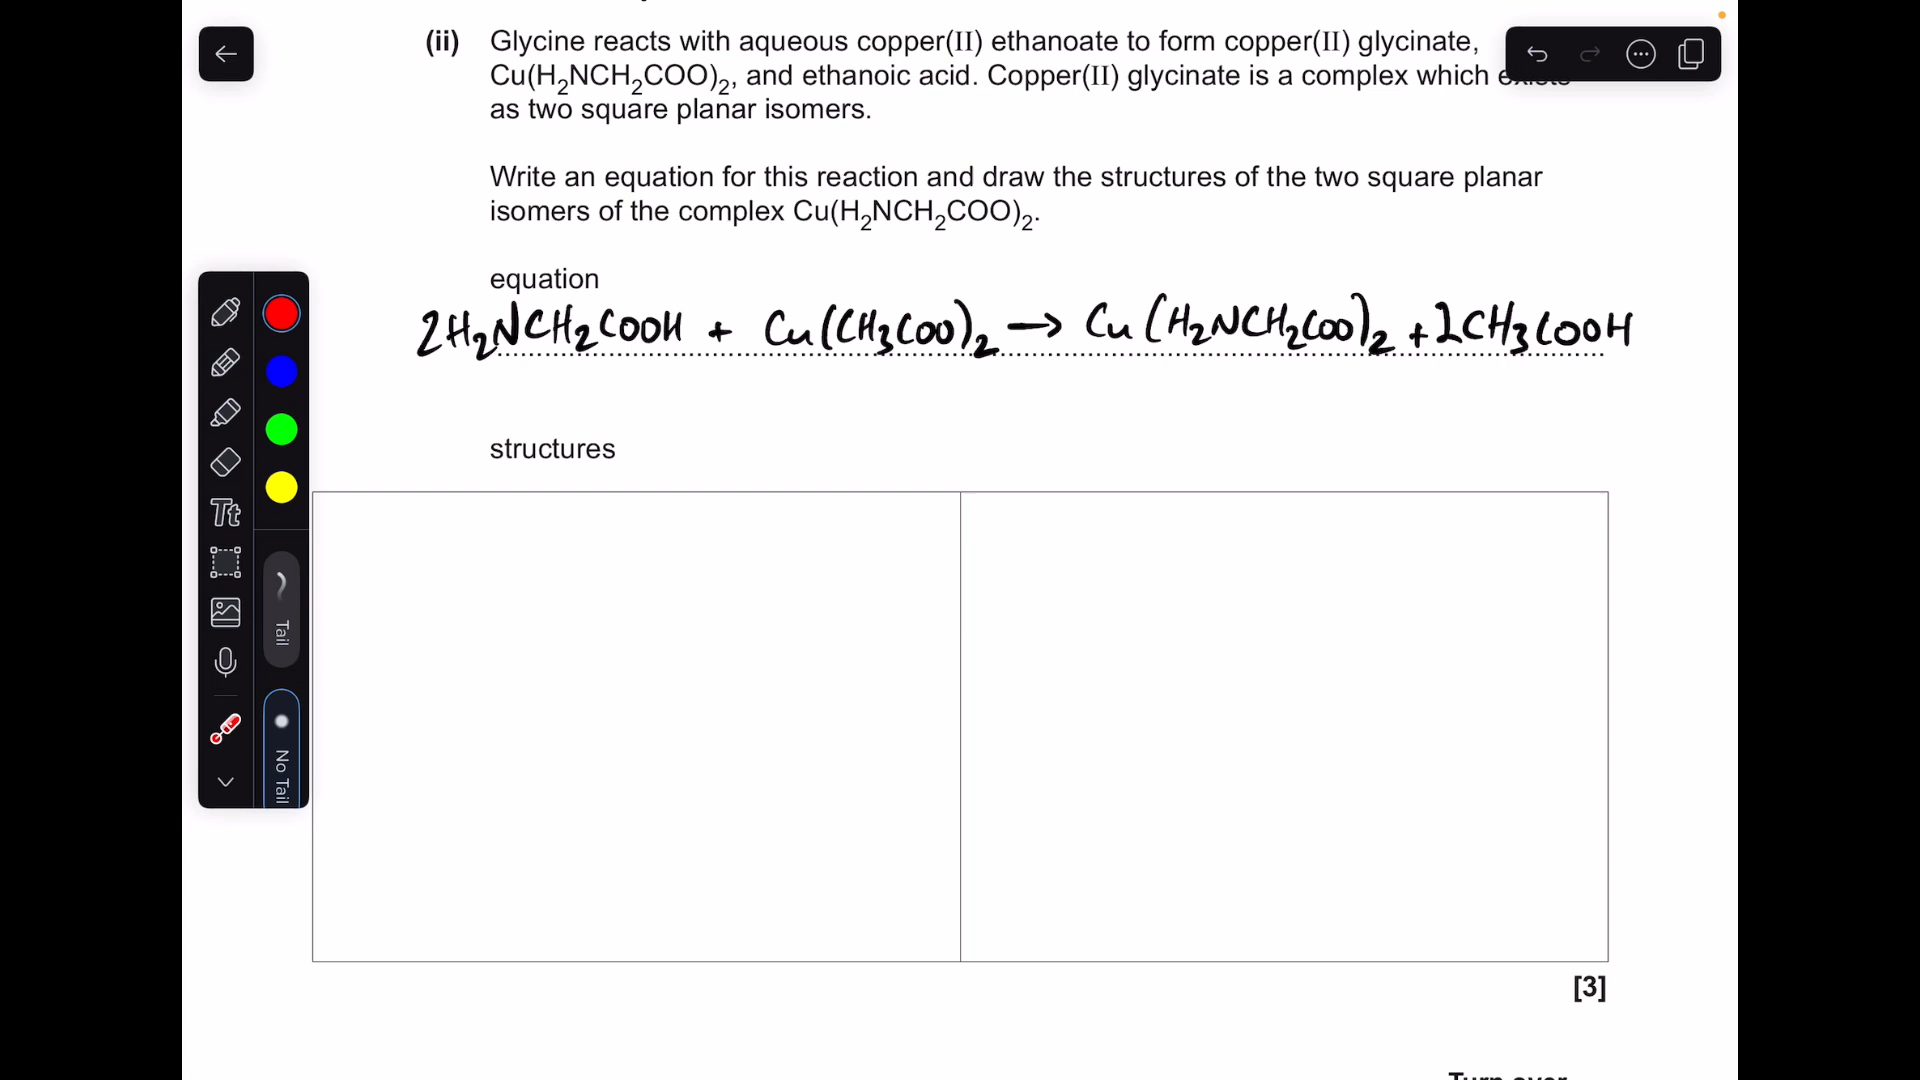 (ii) Glycine reacts with aqueous copper(II) ethanoate to form copper(II) glycinate,
Cu(H₂NCH₂COO)₂, and ethanoic acid. Copper(II) glycinate is a complex which
as two square planar isomers.
Write an equation for this reaction and draw the structures of the two square planar
isomers of the complex Cu(H₂NCH₂COO)₂.
equation
2H₂NCH₂COOH + Cu(CH₃COO)₂ → Cu(H₂NCH₂COO)₂ + 2CH₃COOH
structures
Tt
Tail
No Tail
[3]